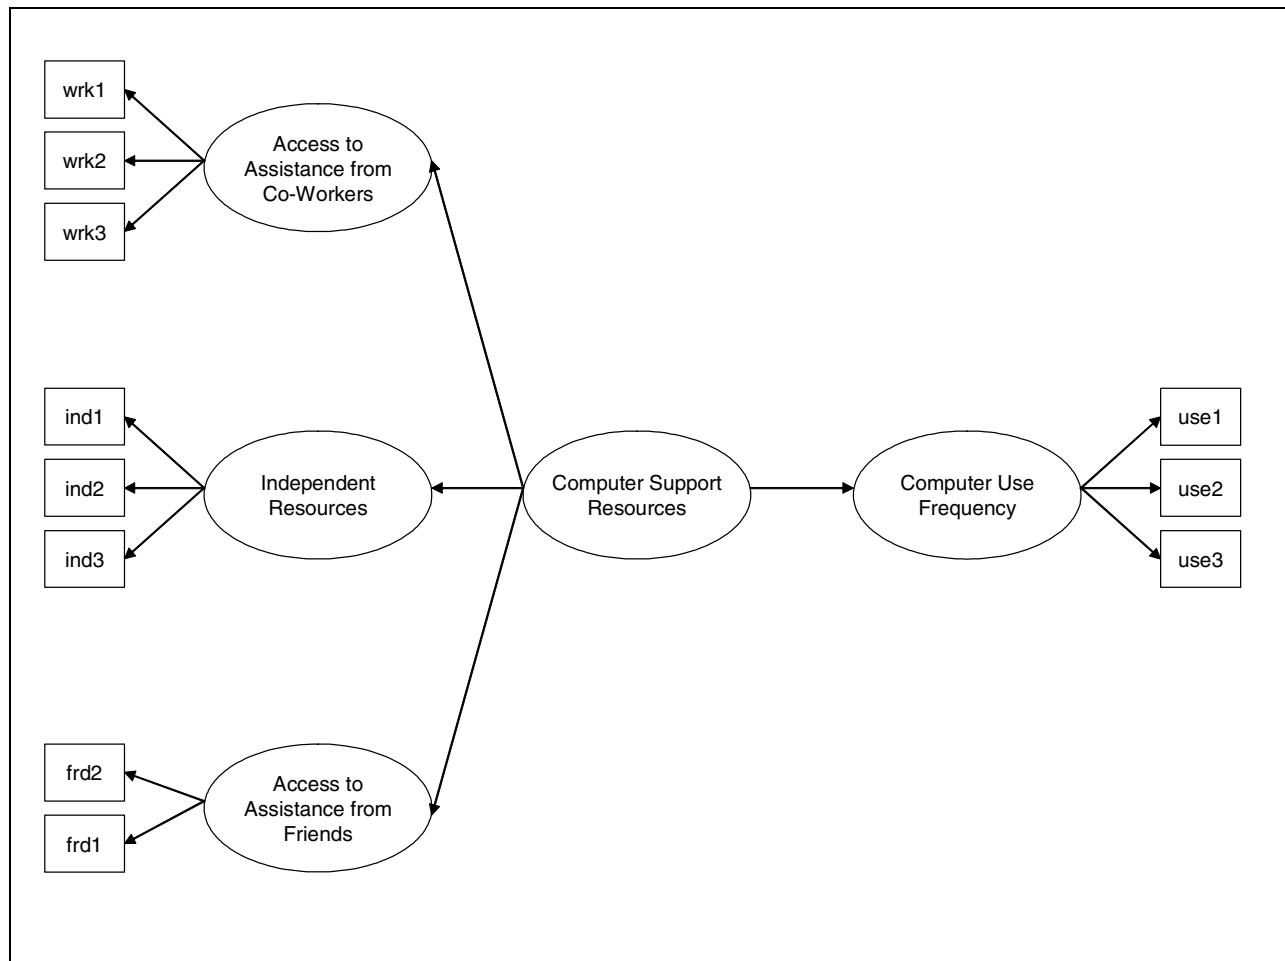 wrk1
wrk2
wrk3
Access to
Assistance from
Co-Workers
ind1
ind2
ind3
Independent
Resources
Computer Support
Resources
Computer Use
Frequency
use1
use2
use3
frd2
frd1
Access to
Assistance from
Friends